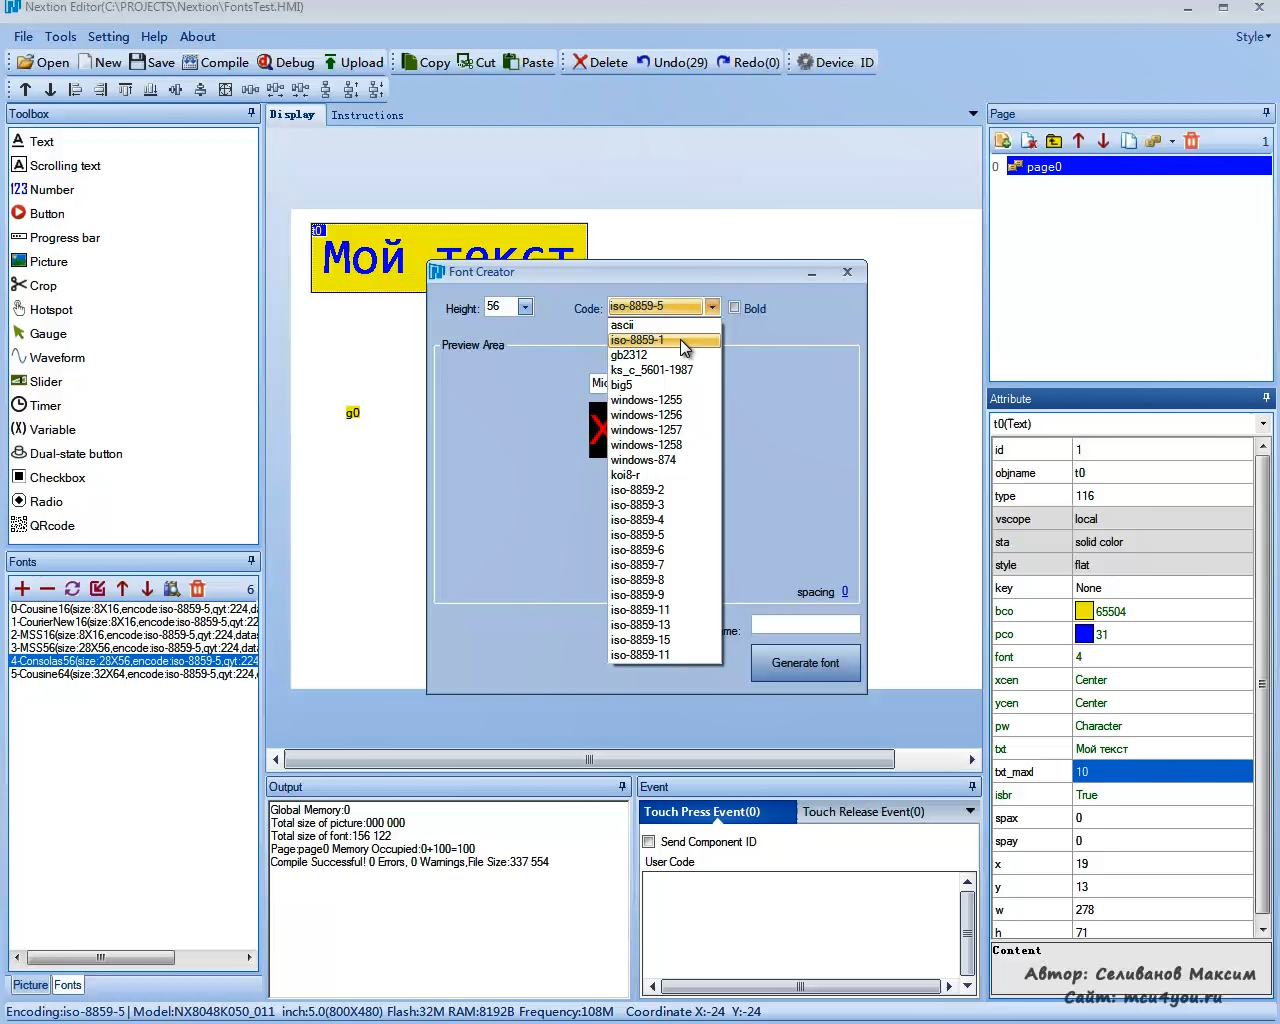 Nextion Editor(C:\PROJECTS\Nextion\FontsTest.HMI)
File Tools Setting Help About Style
Open New Save Compile Debug Upload Copy Cut Paste Delete Undo(29) Redo(0) Device ID
Toolbox
Text
Scrolling text
123 Number
Button
Progress bar
Picture
Crop
Hotspot
Gauge
Waveform
Slider
Timer
(X) Variable
Dual-state button
Checkbox
Radio
QRcode
Fonts
6
0-Cousine16(size:8X16,encode:iso-8859-5,qyt:224,da
1-CourierNew16(size:8X16,encode:iso-8859-5,qyt:2
2-MSS16(size:8X16,encode:iso-8859-5,qyt:224,datas
3-MSS56(size:28X56,encode:iso-8859-5,qyt:224,data
4-Consolas56(size:28X56,encode:iso-8859-5,qyt:224
5-Cousine64(size:32X64,encode:iso-8859-5,qyt:224,
Picture Fonts
Display Instructions
t0
Мой текст
g0
Font Creator
Height: 56 Code: iso-8859-5 Bold
ascii
iso-8859-1
gb2312
ks_c_5601-1987
big5
windows-1255
windows-1256
windows-1257
windows-1258
windows-874
koi8-r
iso-8859-2
iso-8859-3
iso-8859-4
iso-8859-5
iso-8859-6
iso-8859-7
iso-8859-8
iso-8859-9
iso-8859-11
iso-8859-13
iso-8859-15
iso-8859-11
Preview Area
Mic
spacing 0
me:
Generate font
Output
Global Memory:0
Total size of picture:000 000
Total size of font:156 122
Page:page0 Memory Occupied:0+100=100
Compile Successful! 0 Errors, 0 Warnings,File Size:337 554
Event
Touch Press Event(0) Touch Release Event(0)
Send Component ID
User Code
Page
1
0 page0
Attribute
t0(Text)
id 1
objname t0
type 116
vscope local
sta solid color
style flat
key None
bco 65504
pco 31
font 4
xcen Center
ycen Center
pw Character
txt Мой текст
txt_maxl 10
isbr True
spax 0
spay 0
x 19
y 13
w 278
h 71
Content
Автор: Селиванов Максим
Сайт: mcu4you.ru
Encoding:iso-8859-5 | Model:NX8048K050_011 inch:5.0(800X480) Flash:32M RAM:8192B Frequency:108M Coordinate X:-24 Y:-24